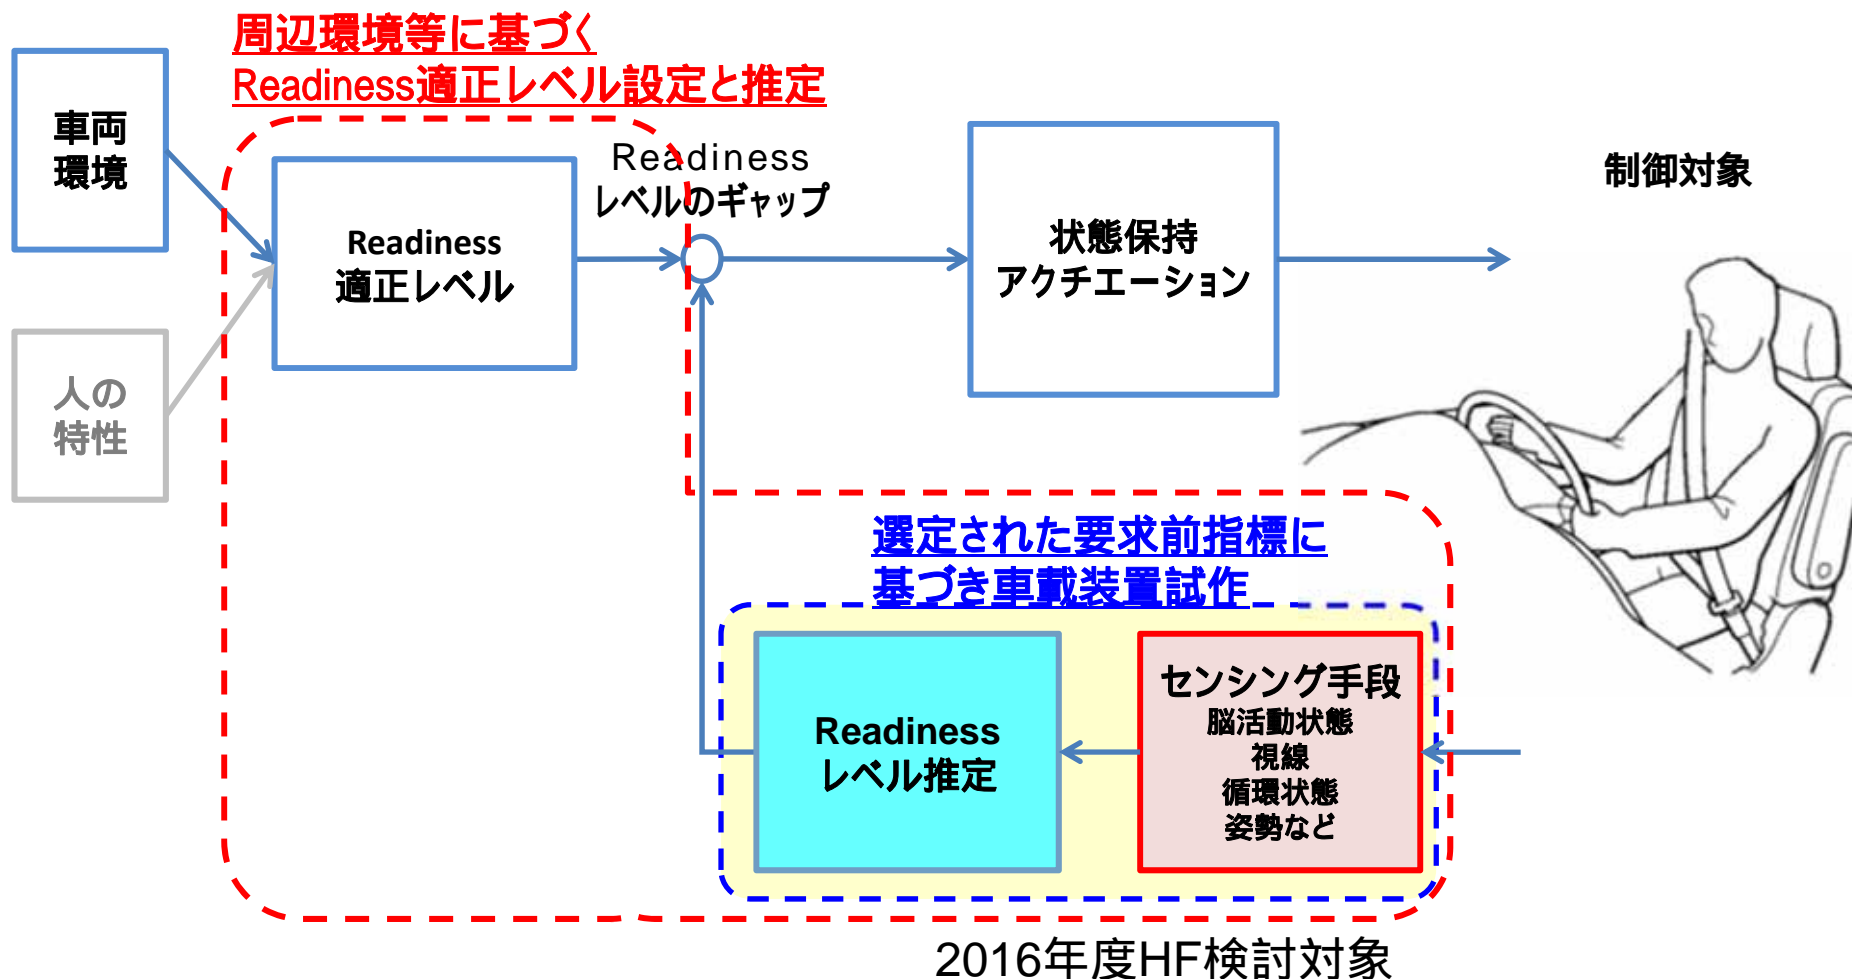 周辺環境等に基づく
Readiness適正レベル設定と推定
車両
環境
人の
特性
Readiness
適正レベル
Readiness
レベルのギャップ
状態保持
アクチエーション
制御対象
選定された要求前指標に
基づき車載装置試作
Readiness
レベル推定
センシング手段
脳活動状態
視線
循環状態
姿勢など
2016年度HF検討対象